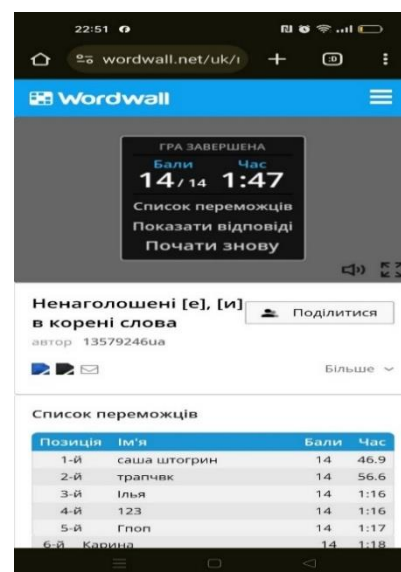 22:51
wordwall.net/uk/
:D
Wordwall
ГРА ЗАВЕРШЕНА
Бали Час
14/14 1:47
Список переможців
Показати відповіді
Почати знову
Ненаголошені [е], [и]
в корені слова
Поділитися
автор 13579246ua
Більше
Список переможців
Позиція Ім'я Бали Час
1-й саша штогрин 14 46.9
2-й трапчвк 14 56.6
3-й Ілья 14 1:16
4-й 123 14 1:16
5-й Гпоп 14 1:17
6-й Карина 14 1:18